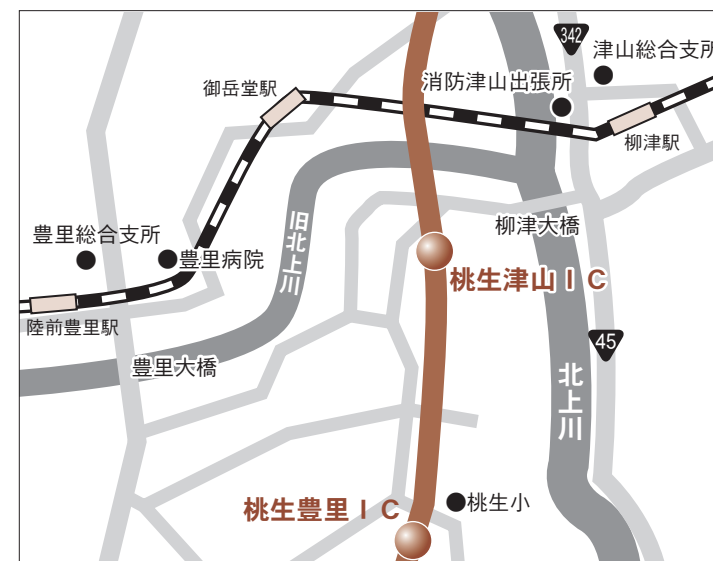 342
津山総合支所
消防津山出張所
御岳堂駅
柳津駅
旧北上川
柳津大橋
豊里総合支所
豊里病院
桃生津山ＩＣ
陸前豊里駅
45
豊里大橋
北上川
桃生豊里ＩＣ
桃生小